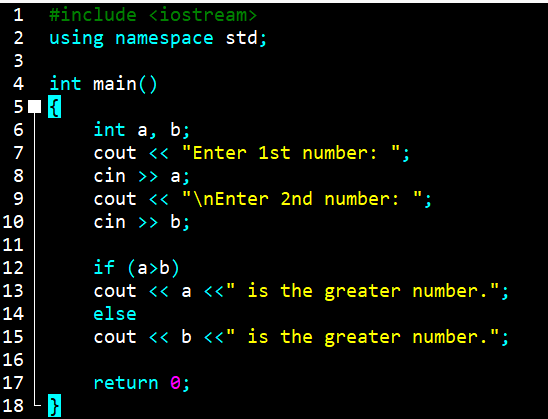 1 #include <iostream>
2 using namespace std;
3
4 int main()
5 {
6     int a, b;
7     cout << "Enter 1st number: ";
8     cin >> a;
9     cout << "\nEnter 2nd number: ";
10     cin >> b;
11
12     if (a>b)
13     cout << a <<" is the greater number.";
14     else
15     cout << b <<" is the greater number.";
16
17     return 0;
18 }